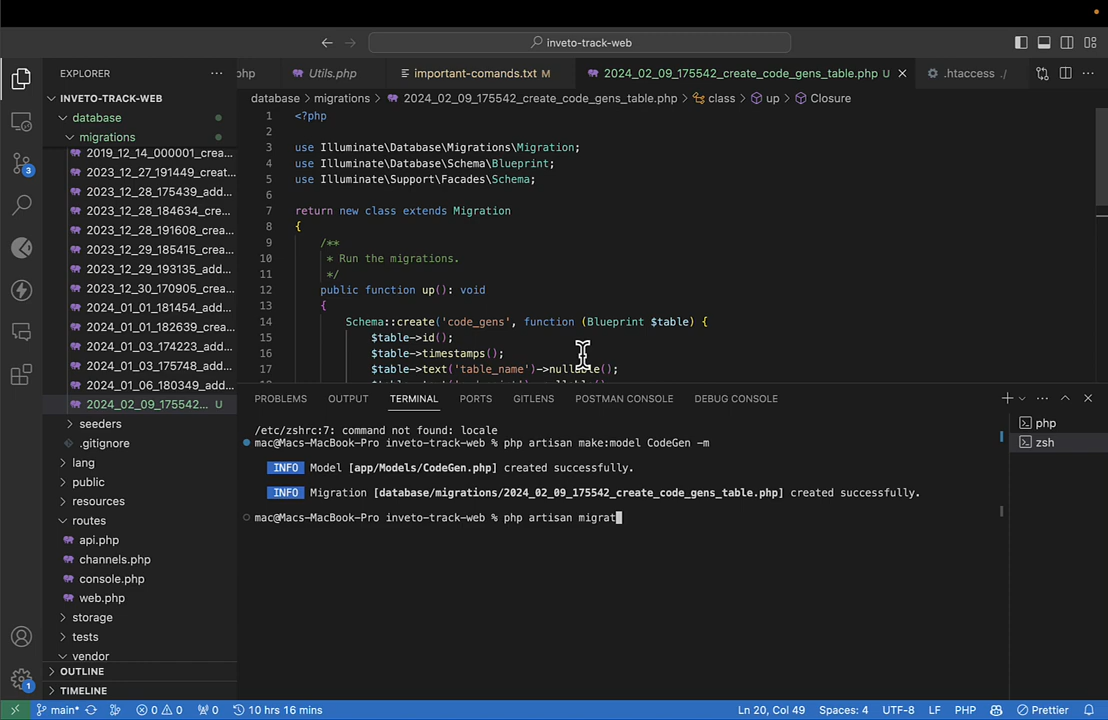 inveto-track-web
EXPLORER
php
Utils.php
important-comands.txt M
2024_02_09_175542_create_code_gens_table.php U
.htaccess ./
INVETO-TRACK-WEB
database > migrations > 2024_02_09_175542_create_code_gens_table.php > class > up > Closure
database
migrations
2019_12_14_000001_crea...
2023_12_27_191449_creat...
2023_12_28_175439_add...
2023_12_28_184634_cre...
2023_12_28_191608_crea...
2023_12_29_185415_crea...
2023_12_29_193135_add...
2023_12_30_170905_crea...
2024_01_01_181454_add...
2024_01_01_182639_crea...
2024_01_03_174223_add...
2024_01_03_175748_add...
2024_01_06_180349_add...
2024_02_09_175542... U
seeders
.gitignore
lang
public
resources
routes
api.php
channels.php
console.php
web.php
storage
tests
vendor
OUTLINE
TIMELINE
1 <?php
2
3 use Illuminate\Database\Migrations\Migration;
4 use Illuminate\Database\Schema\Blueprint;
5 use Illuminate\Support\Facades\Schema;
6
7 return new class extends Migration
8 {
9 /**
10 * Run the migrations.
11 */
12 public function up(): void
13 {
14 Schema::create('code_gens', function (Blueprint $table) {
15 $table->id();
16 $table->timestamps();
17 $table->text('table_name')->nullable();
PROBLEMS OUTPUT TERMINAL PORTS GITLENS POSTMAN CONSOLE DEBUG CONSOLE
/etc/zshrc:7: command not found: locale
mac@Macs-MacBook-Pro inveto-track-web % php artisan make:model CodeGen -m
INFO Model [app/Models/CodeGen.php] created successfully.
INFO Migration [database/migrations/2024_02_09_175542_create_code_gens_table.php] created successfully.
mac@Macs-MacBook-Pro inveto-track-web % php artisan migrat
php
zsh
3
1
main* 0 0 0 10 hrs 16 mins
Ln 20, Col 49 Spaces: 4 UTF-8 LF PHP Prettier